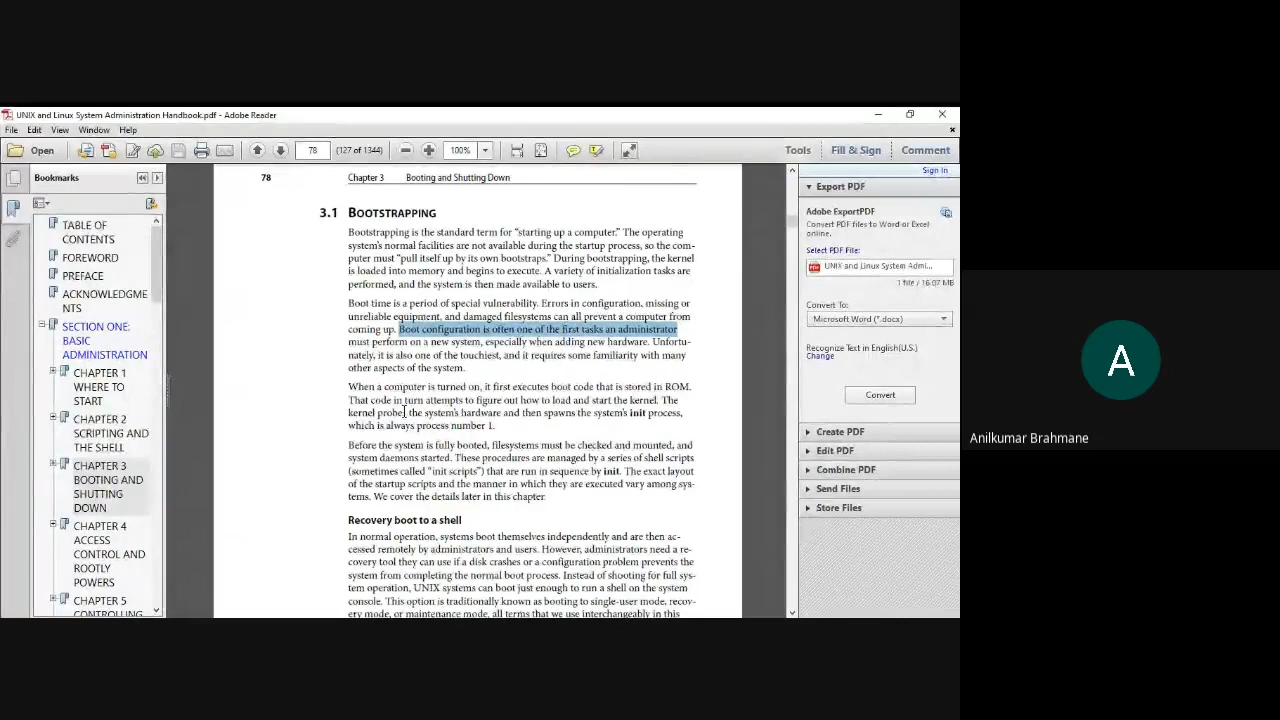 UNIX and Linux System Administration Handbook.pdf - Adobe Reader
File Edit View Window Help
Open 78 (127 of 1344) 100% Tools Fill & Sign Comment
Bookmarks
TABLE OF
CONTENTS
FOREWORD
PREFACE
ACKNOWLEDGME
NTS
SECTION ONE:
BASIC
ADMINISTRATION
CHAPTER 1
WHERE TO
START
CHAPTER 2
SCRIPTING AND
THE SHELL
CHAPTER 3
BOOTING AND
SHUTTING
DOWN
CHAPTER 4
ACCESS
CONTROL AND
ROOTLY
POWERS
CHAPTER 5
CONTROLLING
78 Chapter 3 Booting and Shutting Down
3.1 BOOTSTRAPPING
Bootstrapping is the standard term for “starting up a computer.” The operating
system’s normal facilities are not available during the startup process, so the com-
puter must “pull itself up by its own bootstraps.” During bootstrapping, the kernel
is loaded into memory and begins to execute. A variety of initialization tasks are
performed, and the system is then made available to users.
Boot time is a period of special vulnerability. Errors in configuration, missing or
unreliable equipment, and damaged filesystems can all prevent a computer from
coming up. Boot configuration is often one of the first tasks an administrator
must perform on a new system, especially when adding new hardware. Unfortu-
nately, it is also one of the touchiest, and it requires some familiarity with many
other aspects of the system.
When a computer is turned on, it first executes boot code that is stored in ROM.
That code in turn attempts to figure out how to load and start the kernel. The
kernel probes the system’s hardware and then spawns the system’s init process,
which is always process number 1.
Before the system is fully booted, filesystems must be checked and mounted, and
system daemons started. These procedures are managed by a series of shell scripts
(sometimes called “init scripts”) that are run in sequence by init. The exact layout
of the startup scripts and the manner in which they are executed vary among sys-
tems. We cover the details later in this chapter.
Recovery boot to a shell
In normal operation, systems boot themselves independently and are then ac-
cessed remotely by administrators and users. However, administrators need a re-
covery tool they can use if a disk crashes or a configuration problem prevents the
system from completing the normal boot process. Instead of shooting for full sys-
tem operation, UNIX systems can boot just enough to run a shell on the system
console. This option is traditionally known as booting to single-user mode, recov-
ery mode, or maintenance mode, all terms that we use interchangeably in this
Sign In
Export PDF
Adobe ExportPDF
Convert PDF files to Word or Excel
online.
Select PDF File:
UNIX and Linux System Admi...
1 file / 16.07 MB
Convert To:
Microsoft Word (*.docx)
Recognize Text in English(U.S.)
Change
Convert
Create PDF
Edit PDF
Combine PDF
Send Files
Store Files
A
Anilkumar Brahmane